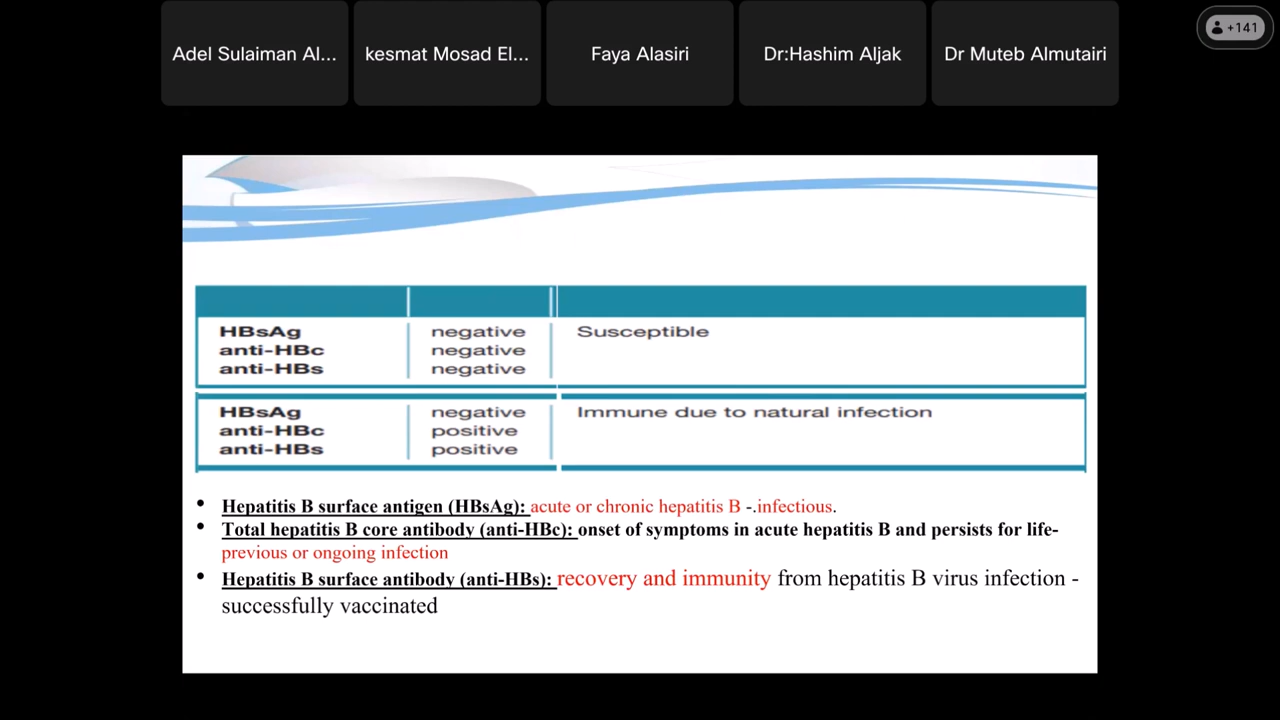 Adel Sulaiman Al...
kesmat Mosad El...
Faya Alasiri
Dr:Hashim Aljak
Dr Muteb Almutairi
+141
HBsAg negative Susceptible
anti-HBc negative
anti-HBs negative
HBsAg negative Immune due to natural infection
anti-HBc positive
anti-HBs positive
• Hepatitis B surface antigen (HBsAg): acute or chronic hepatitis B -.infectious.
• Total hepatitis B core antibody (anti-HBc): onset of symptoms in acute hepatitis B and persists for life-
previous or ongoing infection
• Hepatitis B surface antibody (anti-HBs): recovery and immunity from hepatitis B virus infection -
successfully vaccinated